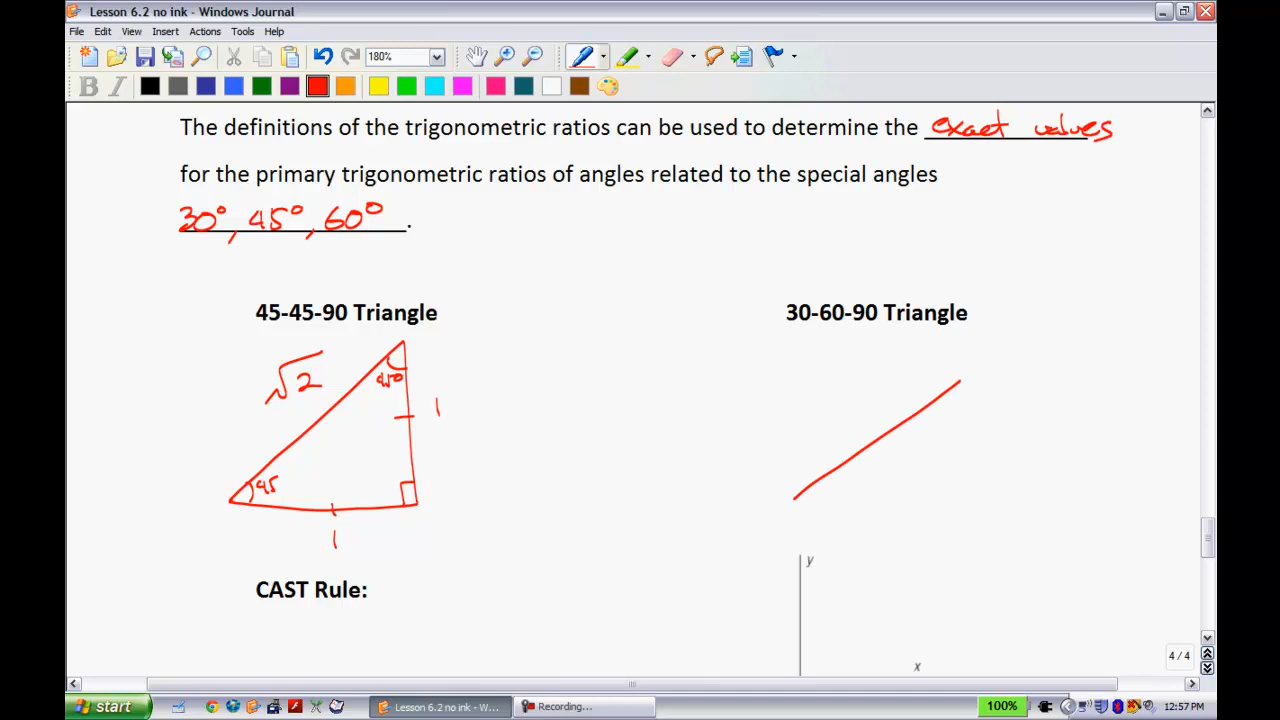 Lesson 6.2 no ink - Windows Journal
File Edit View Insert Actions Tools Help
180%
B I
The definitions of the trigonometric ratios can be used to determine the exact values
for the primary trigonometric ratios of angles related to the special angles
30°, 45°, 60° .
45-45-90 Triangle
30-60-90 Triangle
√2
45°
1
45
1
CAST Rule:
y
x
4 / 4
start
Lesson 6.2 no ink - W...
Recording...
100%
12:57 PM